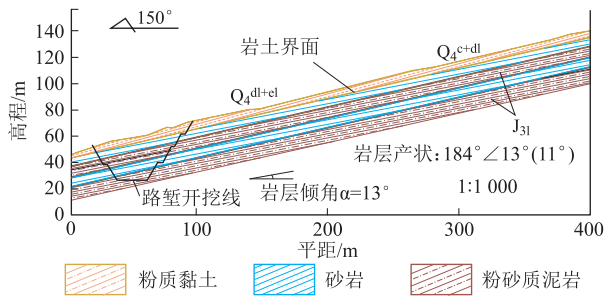 150°
140
120
100
80
60
40
20
0
高程/m
岩土界面
Q4 c+dl
Q4 dl+el
J3l
岩层产状：184°∠13°(11°)
路堑开挖线
岩层倾角α=13°
1:1 000
0 100 200 300 400
平距/m
粉质黏土 砂岩 粉砂质泥岩